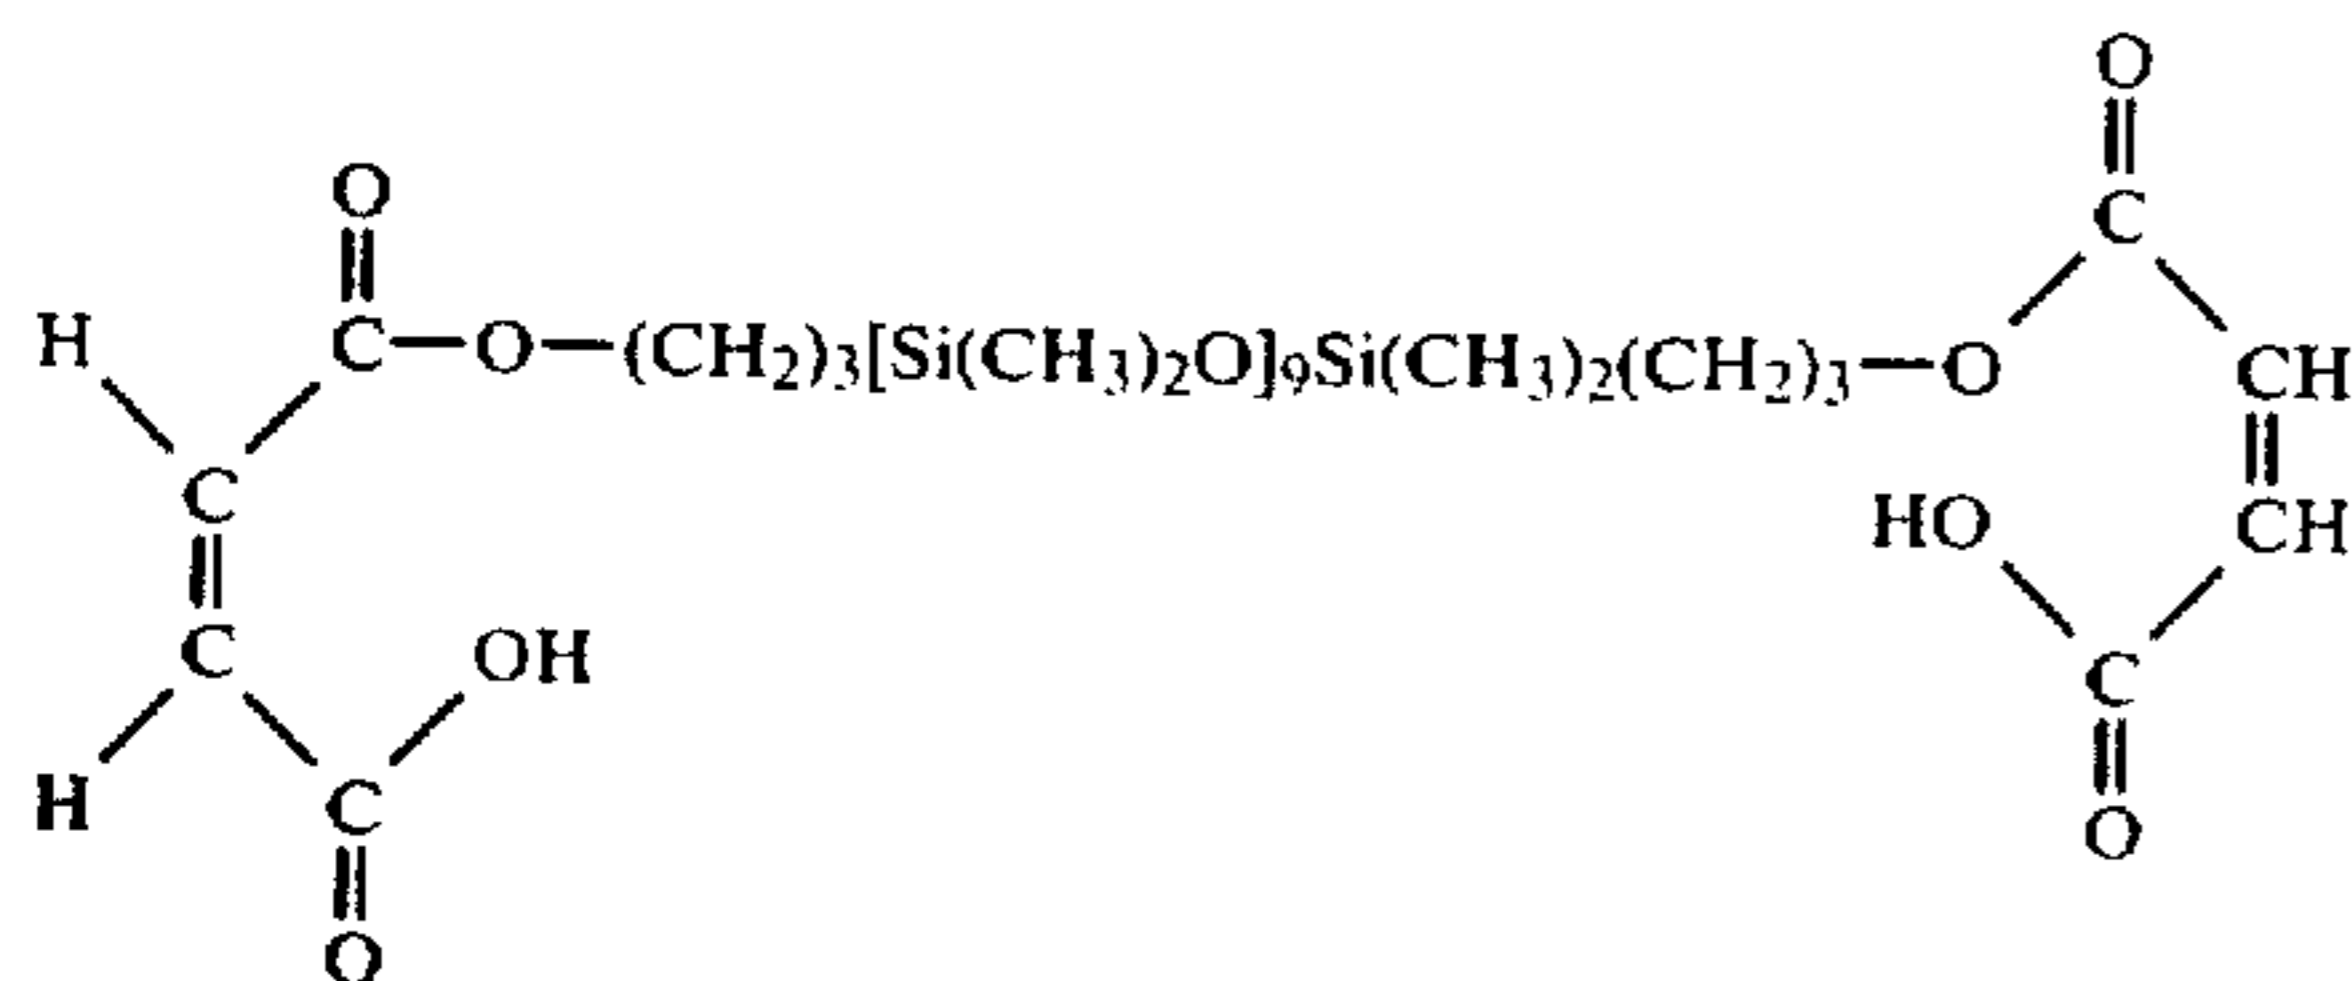 O
O
C
H C—O—(CH₂)₃[Si(CH₃)₂O]₉Si(CH₃)₂(CH₂)₃—O CH
C HO CH
C OH C
H C O
O